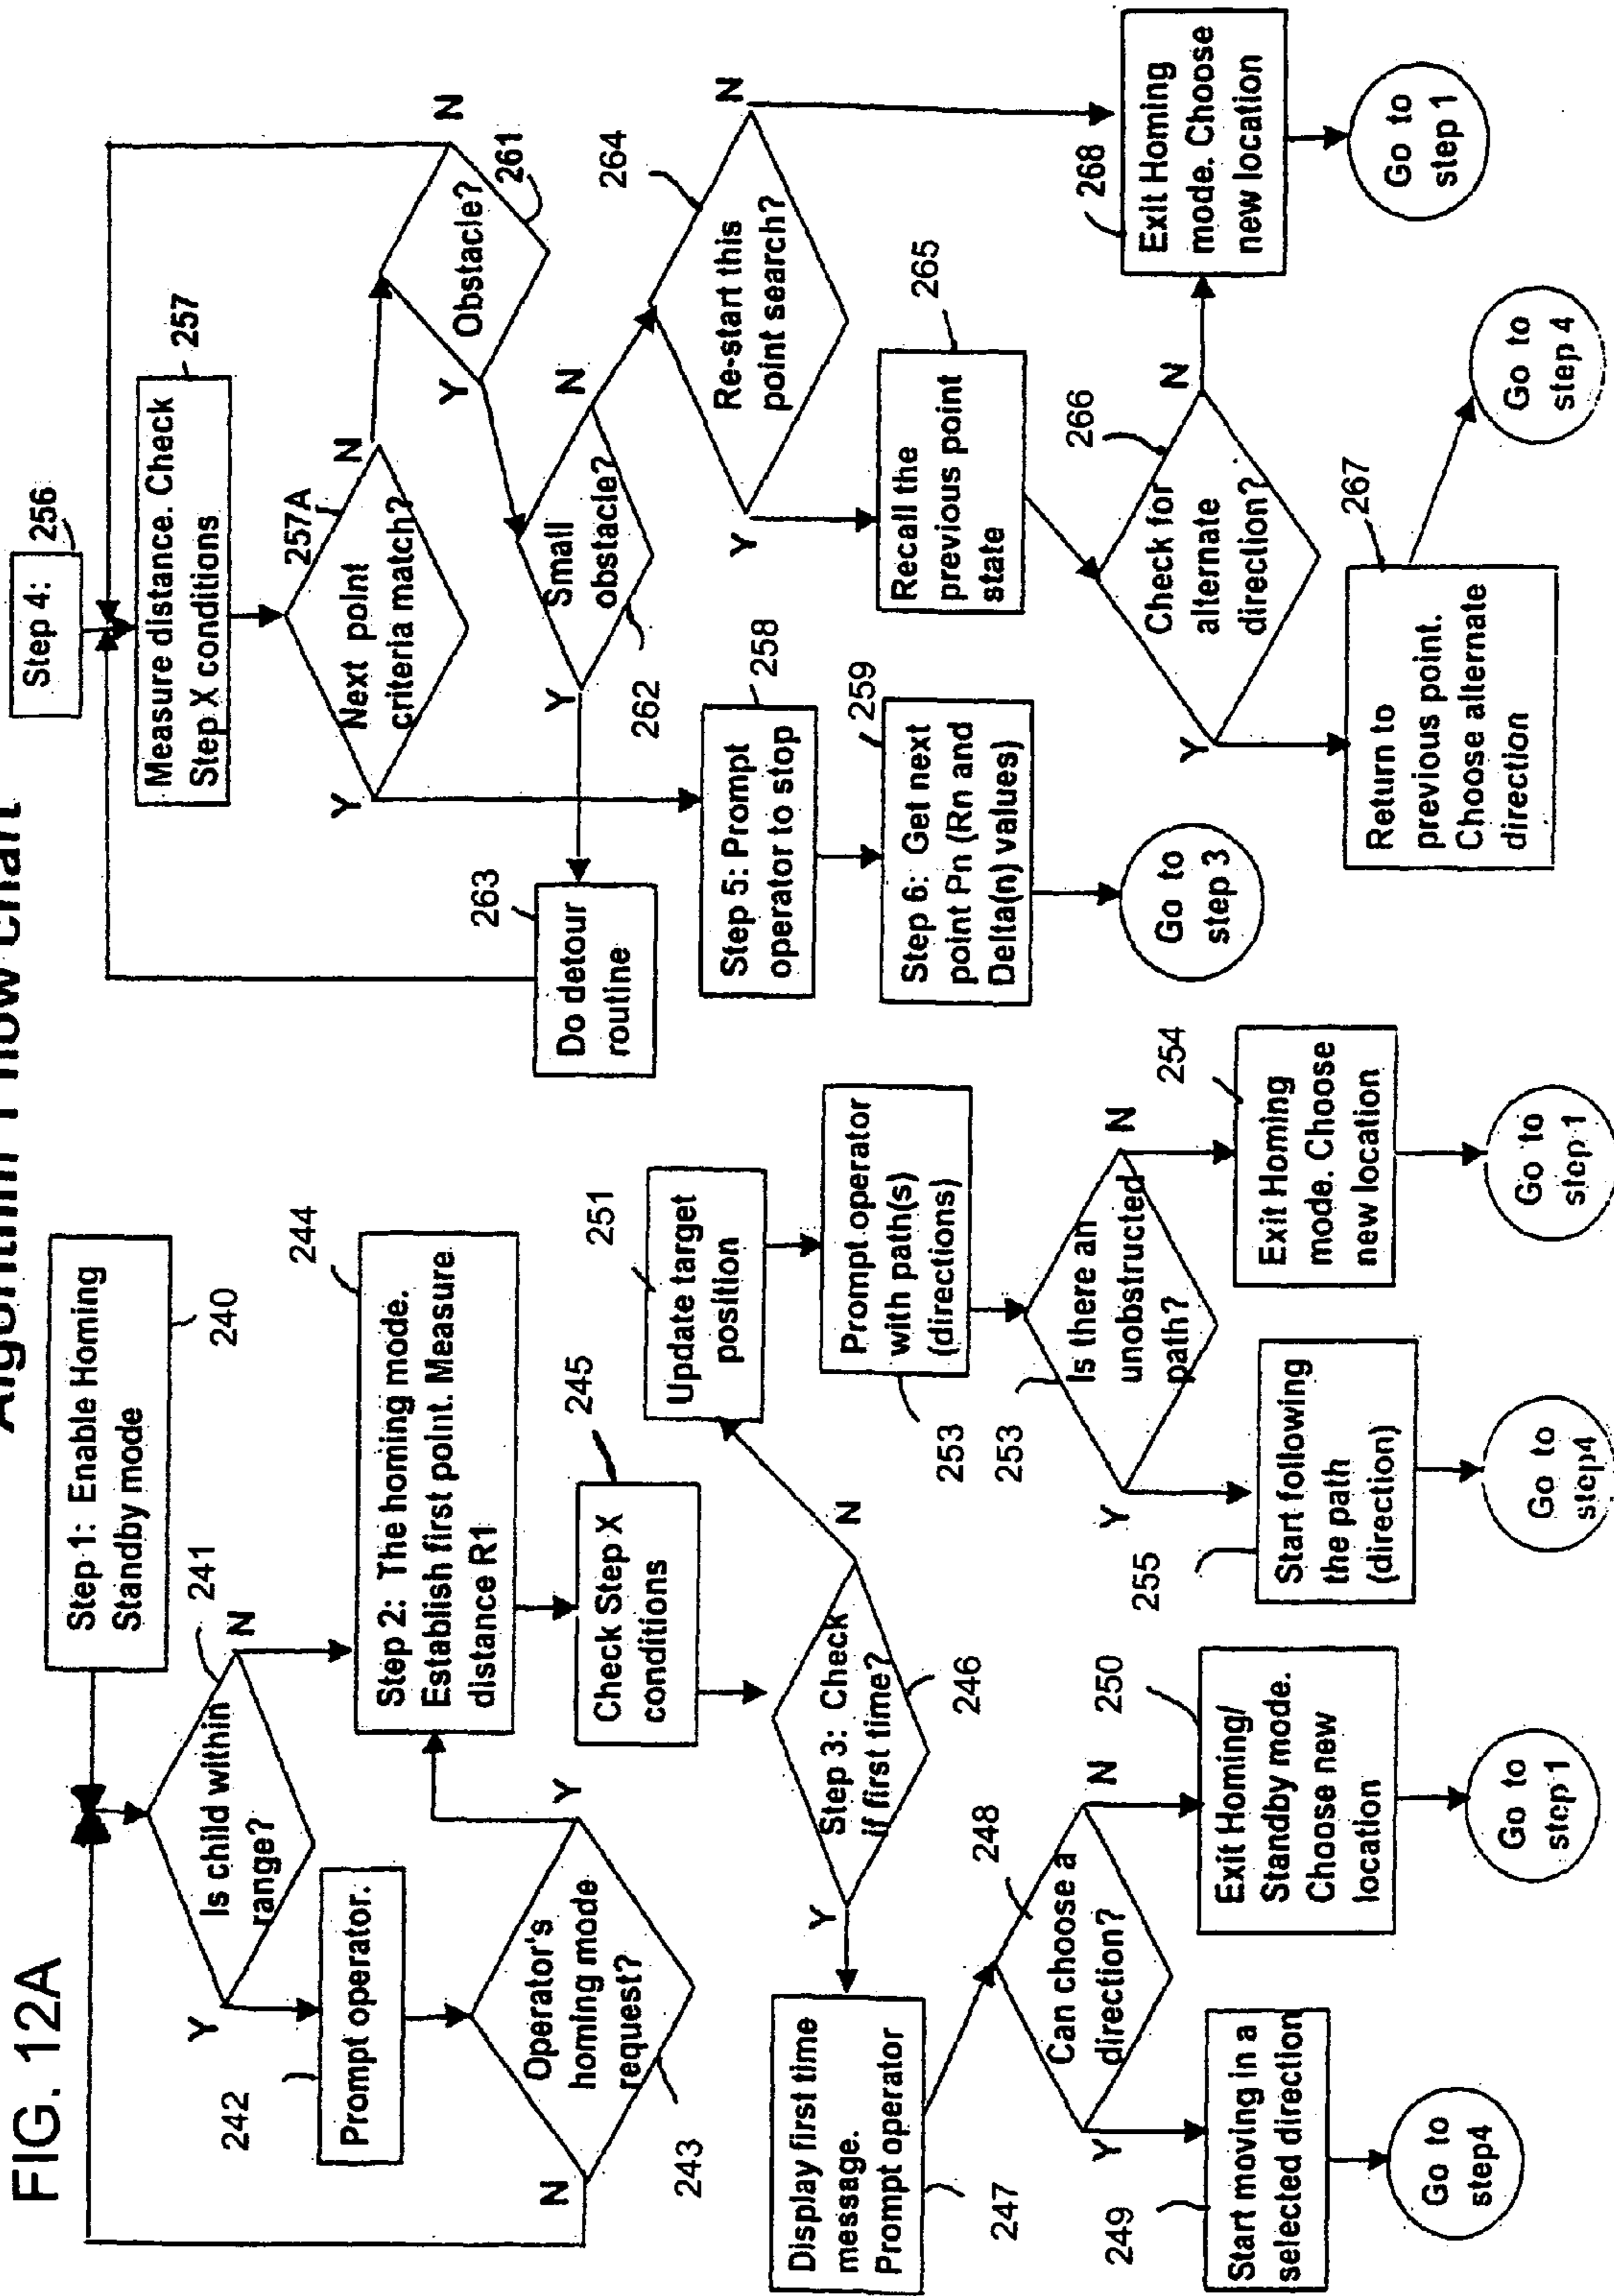 FIG. 12A
Algorithm Flow chart
Step 1: Enable Homing
Standby mode
240
241
Is child within
range?
N
Y
242
Prompt operator.
Operator's
homing mode
request?
N
Y
243
244
Step 2: The homing mode.
Establish first point. Measure
distance R1
245
Check Step X
conditions
Step 3: Check
if first time?
246
Y
N
Display first time
message.
Prompt operator
247
248
Can choose a
direction?
Y
N
249
Start moving in a
selected direction
Go to
step4
250
Exit Homing/
Standby mode.
Choose new
location
Go to
step 1
251
Update target
position
Prompt operator
with path(s)
(directions)
253
253
Is there an
unobstructed
path?
Y
N
255
Start following
the path
(direction)
Go to
step4
254
Exit Homing
mode. Choose
new location
Go to
step 1
Step 4:
256
257
Measure distance. Check
Step X conditions
257A
Next point
criteria match?
Y
N
Obstacle?
261
N
Y
Small
obstacle?
262
Y
N
263
Do detour
routine
258
Step 5: Prompt
operator to stop
259
Step 6: Get next
point Pn (Rn and
Delta(n) values)
Go to
step 3
264
Re-start this
point search?
N
Y
265
Recall the
previous point
state
266
Check for
alternate
direction?
N
Y
267
Return to
previous point.
Choose alternate
direction
Go to
step 4
268
Exit Homing
mode. Choose
new location
Go to
step 1